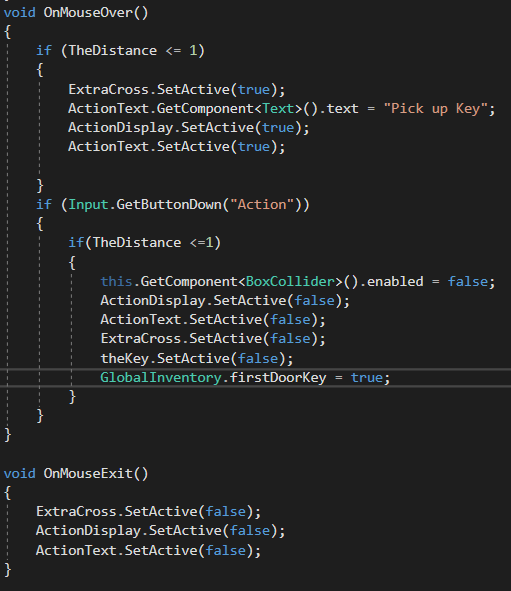 void OnMouseOver()
{
    if (TheDistance <= 1)
    {
        ExtraCross.SetActive(true);
        ActionText.GetComponent<Text>().text = "Pick up Key";
        ActionDisplay.SetActive(true);
        ActionText.SetActive(true);

    }
    if (Input.GetButtonDown("Action"))
    {
        if(TheDistance <=1)
        {
            this.GetComponent<BoxCollider>().enabled = false;
            ActionDisplay.SetActive(false);
            ActionText.SetActive(false);
            ExtraCross.SetActive(false);
            theKey.SetActive(false);
            GlobalInventory.firstDoorKey = true;
        }
    }
}

void OnMouseExit()
{
    ExtraCross.SetActive(false);
    ActionDisplay.SetActive(false);
    ActionText.SetActive(false);
}